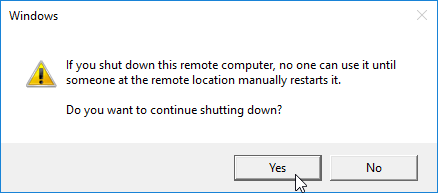 Windows
If you shut down this remote computer, no one can use it until
someone at the remote location manually restarts it.
Do you want to continue shutting down?
Yes
No